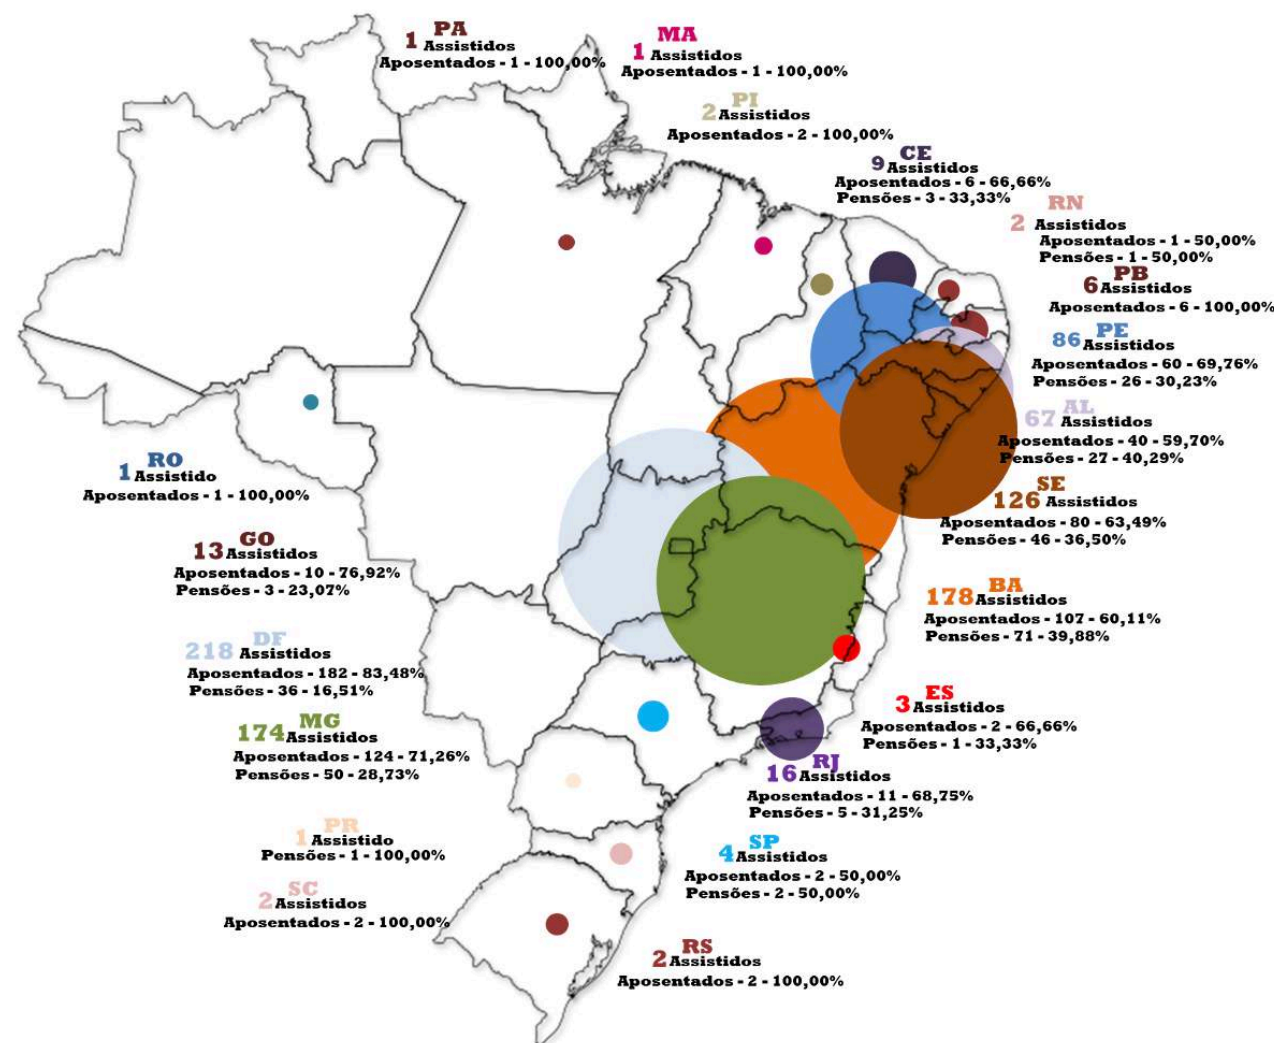 PA
1 Assistidos
Aposentados - 1 - 100,00%
MA
1 Assistidos
Aposentados - 1 - 100,00%
PI
2 Assistidos
Aposentados - 2 - 100,00%
CE
9 Assistidos
Aposentados - 6 - 66,66%
Pensões - 3 - 33,33%
RN
2 Assistidos
Aposentados - 1 - 50,00%
Pensões - 1 - 50,00%
PB
6 Assistidos
Aposentados - 6 - 100,00%
PE
86 Assistidos
Aposentados - 60 - 69,76%
Pensões - 26 - 30,23%
AL
67 Assistidos
Aposentados - 40 - 59,70%
Pensões - 27 - 40,29%
SE
126 Assistidos
Aposentados - 80 - 63,49%
Pensões - 46 - 36,50%
RO
1 Assistido
Aposentados - 1 - 100,00%
GO
13 Assistidos
Aposentados - 10 - 76,92%
Pensões - 3 - 23,07%
BA
178 Assistidos
Aposentados - 107 - 60,11%
Pensões - 71 - 39,88%
DF
218 Assistidos
Aposentados - 182 - 83,48%
Pensões - 36 - 16,51%
ES
3 Assistidos
Aposentados - 2 - 66,66%
Pensões - 1 - 33,33%
MG
174 Assistidos
Aposentados - 124 - 71,26%
Pensões - 50 - 28,73%
RJ
16 Assistidos
Aposentados - 11 - 68,75%
Pensões - 5 - 31,25%
PR
1 Assistido
Pensões - 1 - 100,00%
SP
4 Assistidos
Aposentados - 2 - 50,00%
Pensões - 2 - 50,00%
SC
2 Assistidos
Aposentados - 2 - 100,00%
RS
2 Assistidos
Aposentados - 2 - 100,00%